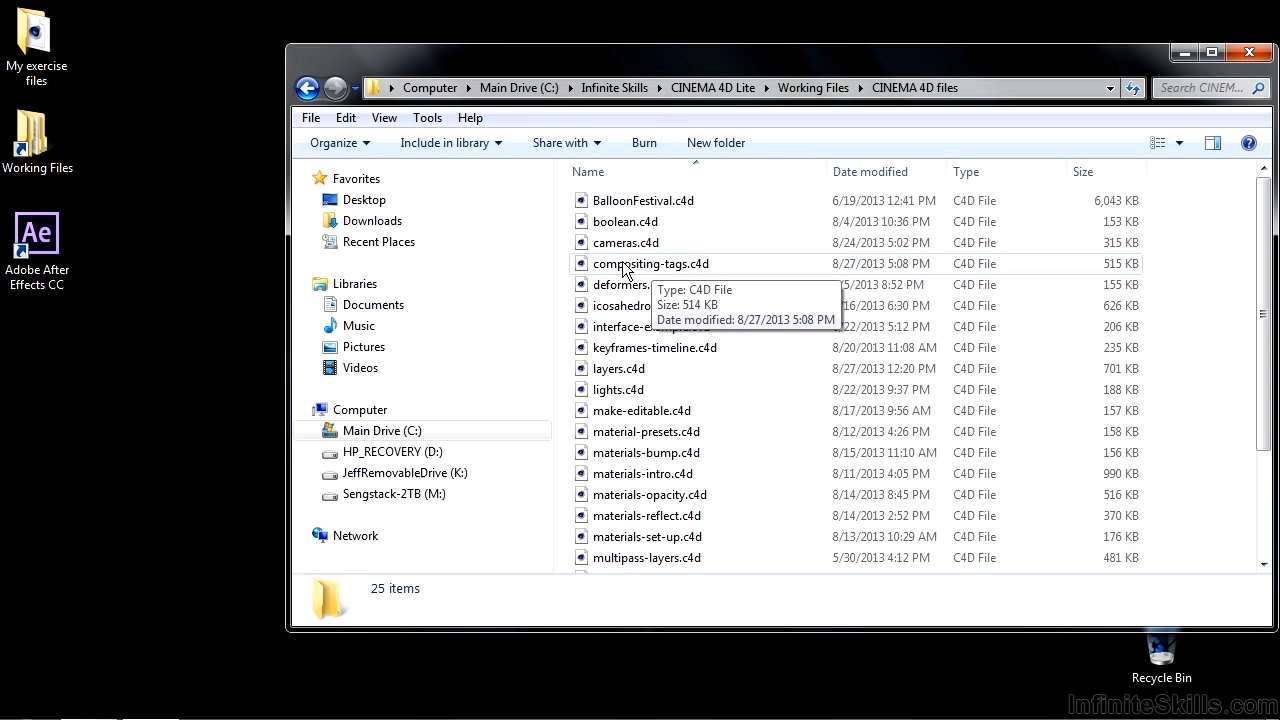 My exercise
files
Working Files
Ae
Adobe After
Effects CC
Computer Main Drive (C:) Infinite Skills CINEMA 4D Lite Working Files CINEMA 4D files
Search CINEM...
File Edit View Tools Help
Organize Include in library Share with Burn New folder
Favorites
Desktop
Downloads
Recent Places
Libraries
Documents
Music
Pictures
Videos
Computer
Main Drive (C:)
HP_RECOVERY (D:)
JeffRemovableDrive (K:)
Sengstack-2TB (M:)
Network
Name Date modified Type Size
BalloonFestival.c4d 6/19/2013 12:41 PM C4D File 6,043 KB
boolean.c4d 8/4/2013 10:36 PM C4D File 153 KB
cameras.c4d 8/24/2013 5:02 PM C4D File 315 KB
compositing-tags.c4d 8/27/2013 5:08 PM C4D File 515 KB
deformers. 5/2013 8:52 PM C4D File 155 KB
icosahedro 16/2013 6:30 PM C4D File 626 KB
22/2013 5:12 PM C4D File 206 KB
Type: C4D File
Size: 514 KB
Date modified: 8/27/2013 5:08 PM
keyframes-timeline.c4d 8/20/2013 11:08 AM C4D File 235 KB
layers.c4d 8/27/2013 12:20 PM C4D File 701 KB
lights.c4d 8/22/2013 9:37 PM C4D File 188 KB
make-editable.c4d 8/17/2013 9:56 AM C4D File 157 KB
material-presets.c4d 8/12/2013 4:26 PM C4D File 158 KB
materials-bump.c4d 8/15/2013 11:10 AM C4D File 156 KB
materials-intro.c4d 8/11/2013 4:05 PM C4D File 990 KB
materials-opacity.c4d 8/14/2013 8:45 PM C4D File 516 KB
materials-reflect.c4d 8/14/2013 2:52 PM C4D File 370 KB
materials-set-up.c4d 8/13/2013 10:29 AM C4D File 176 KB
multipass-layers.c4d 5/30/2013 4:12 PM C4D File 481 KB
25 items
Recycle Bin
InfiniteSkills.com